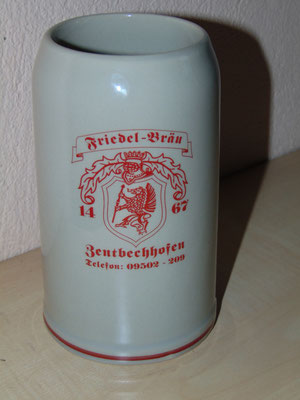 Friedel-Bräu
14 67
Zentbechhofen
Telefon: 09502 - 209